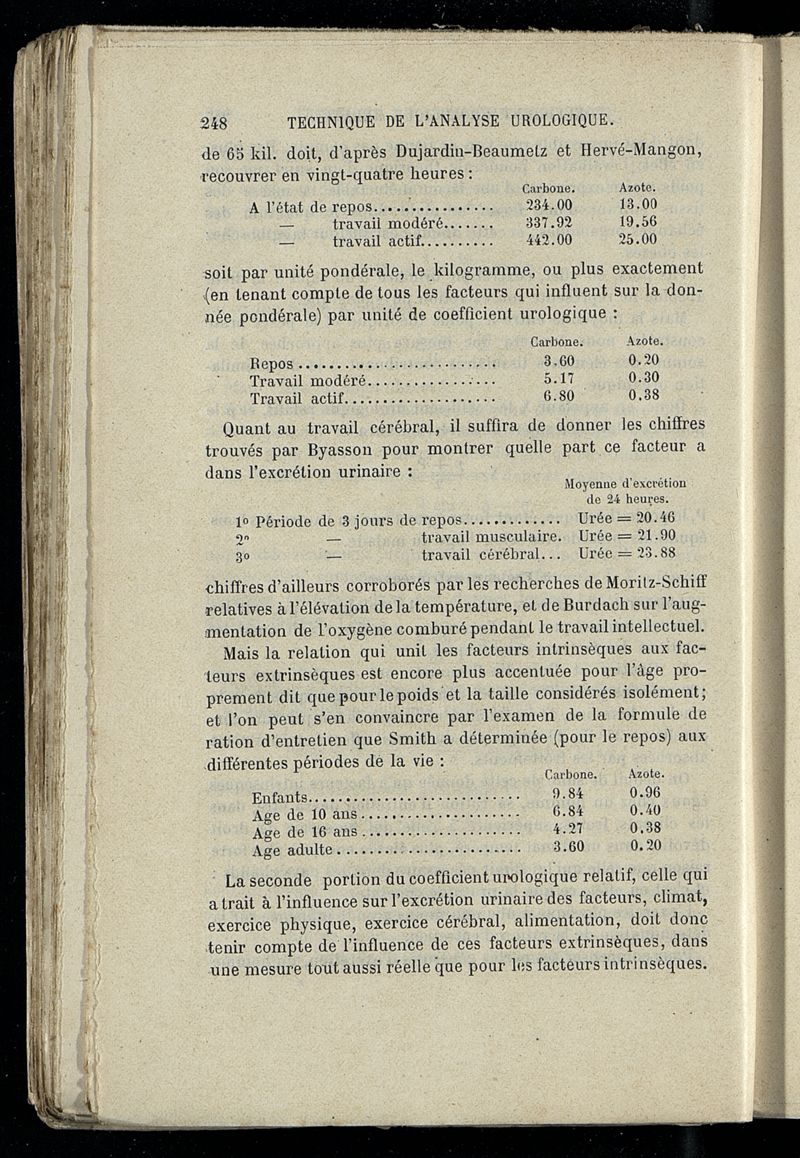 248 TECHNIQUE DE L'ANALYSE UROLOGIQUE.
de 65 kil. doit, d'après Dujardin-Beaumetz et Hervé-Mangon,
recouvrer en vingt-quatre heures :
Carbone. Azote.
A l'état de repos................ 234.00 13.00
— travail modéré....... 337.92 19.56
— travail actif.......... 442.00 25.00
soit par unité pondérale, le kilogramme, ou plus exactement
(en tenant compte de tous les facteurs qui influent sur la don-
née pondérale) par unité de coefficient urologique :
Carbone. Azote.
Repos ........................... 3.60 0.20
Travail modéré.................. 5.17 0.30
Travail actif..................... 6.80 0.38
Quant au travail cérébral, il suffira de donner les chiffres
trouvés par Byasson pour montrer quelle part ce facteur a
dans l'excrétion urinaire :
Moyenne d'excrétion
de 24 heures.
1o Période de 3 jours de repos............. Urée = 20.46
2o — travail musculaire. Urée = 21.90
3o — travail cérébral... Urée = 23.88
chiffres d'ailleurs corroborés par les recherches de Moritz-Schiff
relatives à l'élévation de la température, et de Burdach sur l'aug-
mentation de l'oxygène comburé pendant le travail intellectuel.
Mais la relation qui unit les facteurs intrinsèques aux fac-
teurs extrinsèques est encore plus accentuée pour l'âge pro-
prement dit que pour le poids et la taille considérés isolément;
et l'on peut s'en convaincre par l'examen de la formule de
ration d'entretien que Smith a déterminée (pour le repos) aux
différentes périodes de la vie :
Carbone. Azote.
Enfants............................. 9.84 0.96
Age de 10 ans ...................... 6.84 0.40
Age de 16 ans ...................... 4.27 0.38
Age adulte ......................... 3.60 0.20
La seconde portion du coefficient urologique relatif, celle qui
a trait à l'influence sur l'excrétion urinaire des facteurs, climat,
exercice physique, exercice cérébral, alimentation, doit donc
tenir compte de l'influence de ces facteurs extrinsèques, dans
une mesure tout aussi réelle que pour les facteurs intrinsèques.